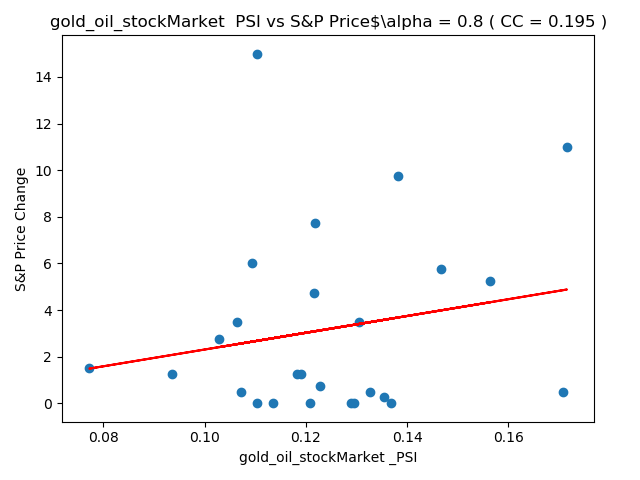 gold_oil_stockMarket  PSI vs S&P Price$\alpha = 0.8 ( CC = 0.195 )
14
12
10
8
6
4
2
0
S&P Price Change
0.08 0.10 0.12 0.14 0.16
gold_oil_stockMarket _PSI